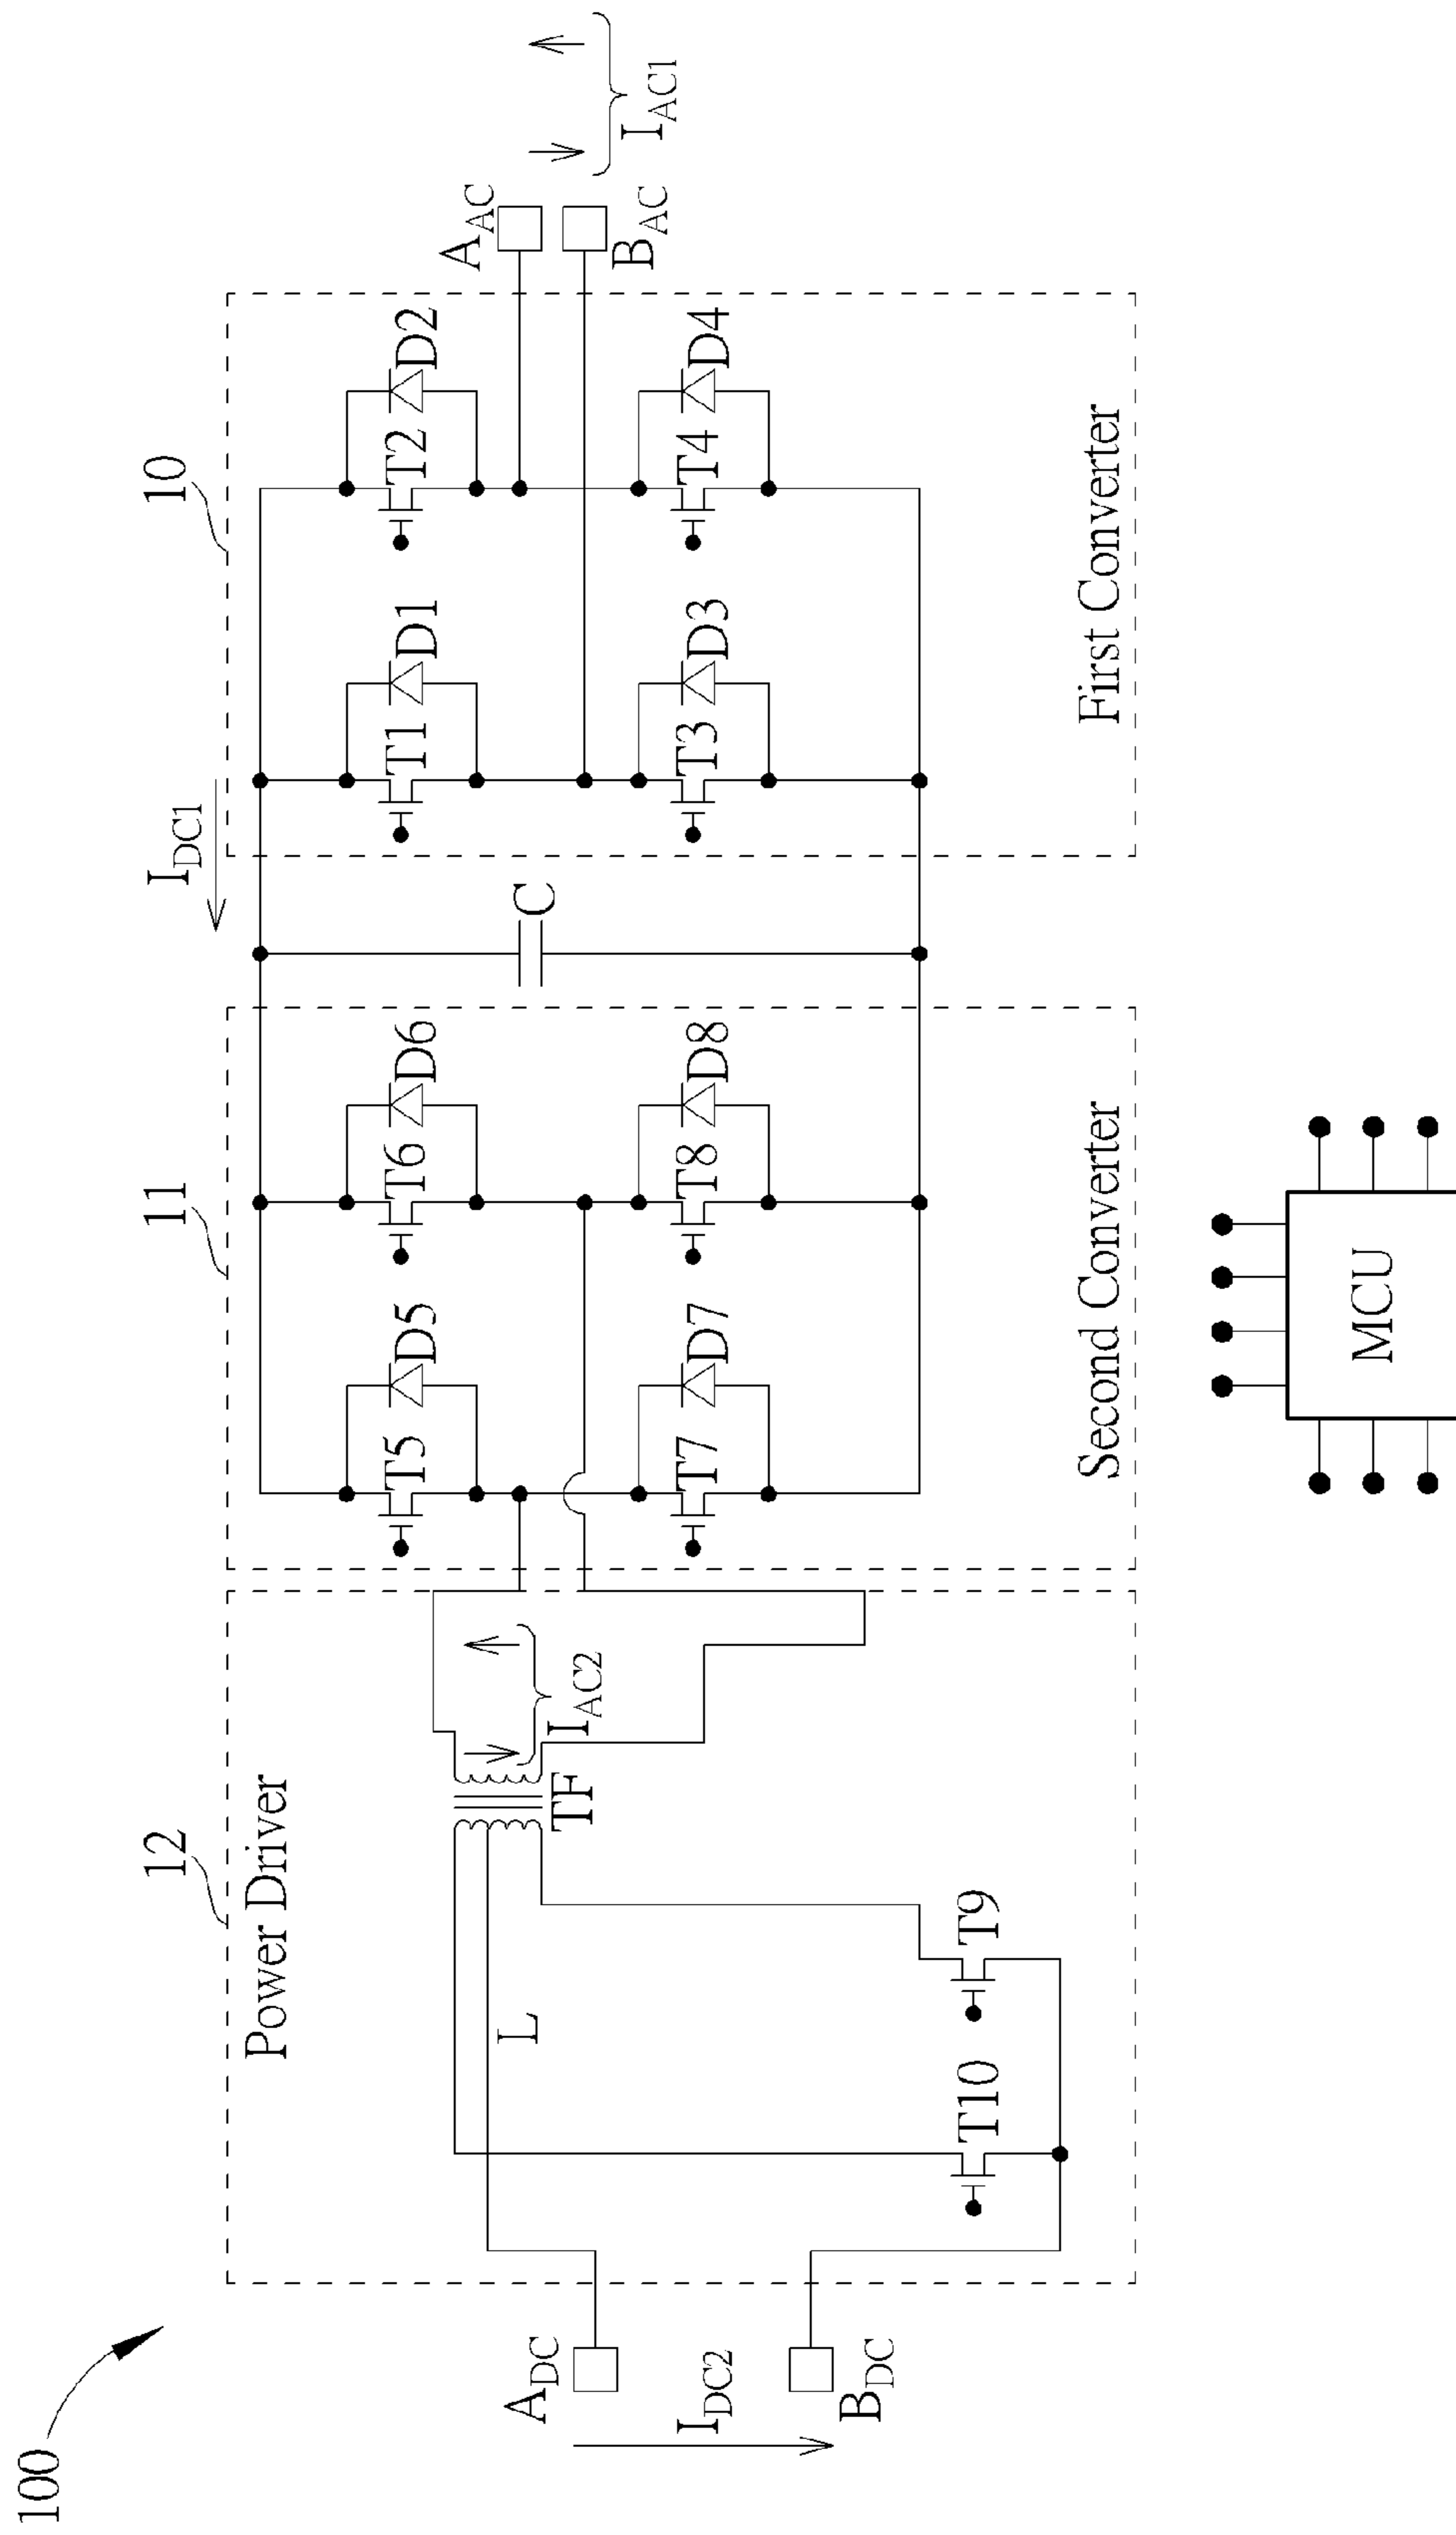 100
12
11
10
I_DC1
Power Driver
T5
D5
T6
D6
T1
D1
T2
D2
A_AC
A_DC
L
TF
I_AC2
C
B_AC
I_AC1
I_DC2
T7
D7
T8
D8
T3
D3
T4
D4
B_DC
T10
T9
Second Converter
First Converter
MCU